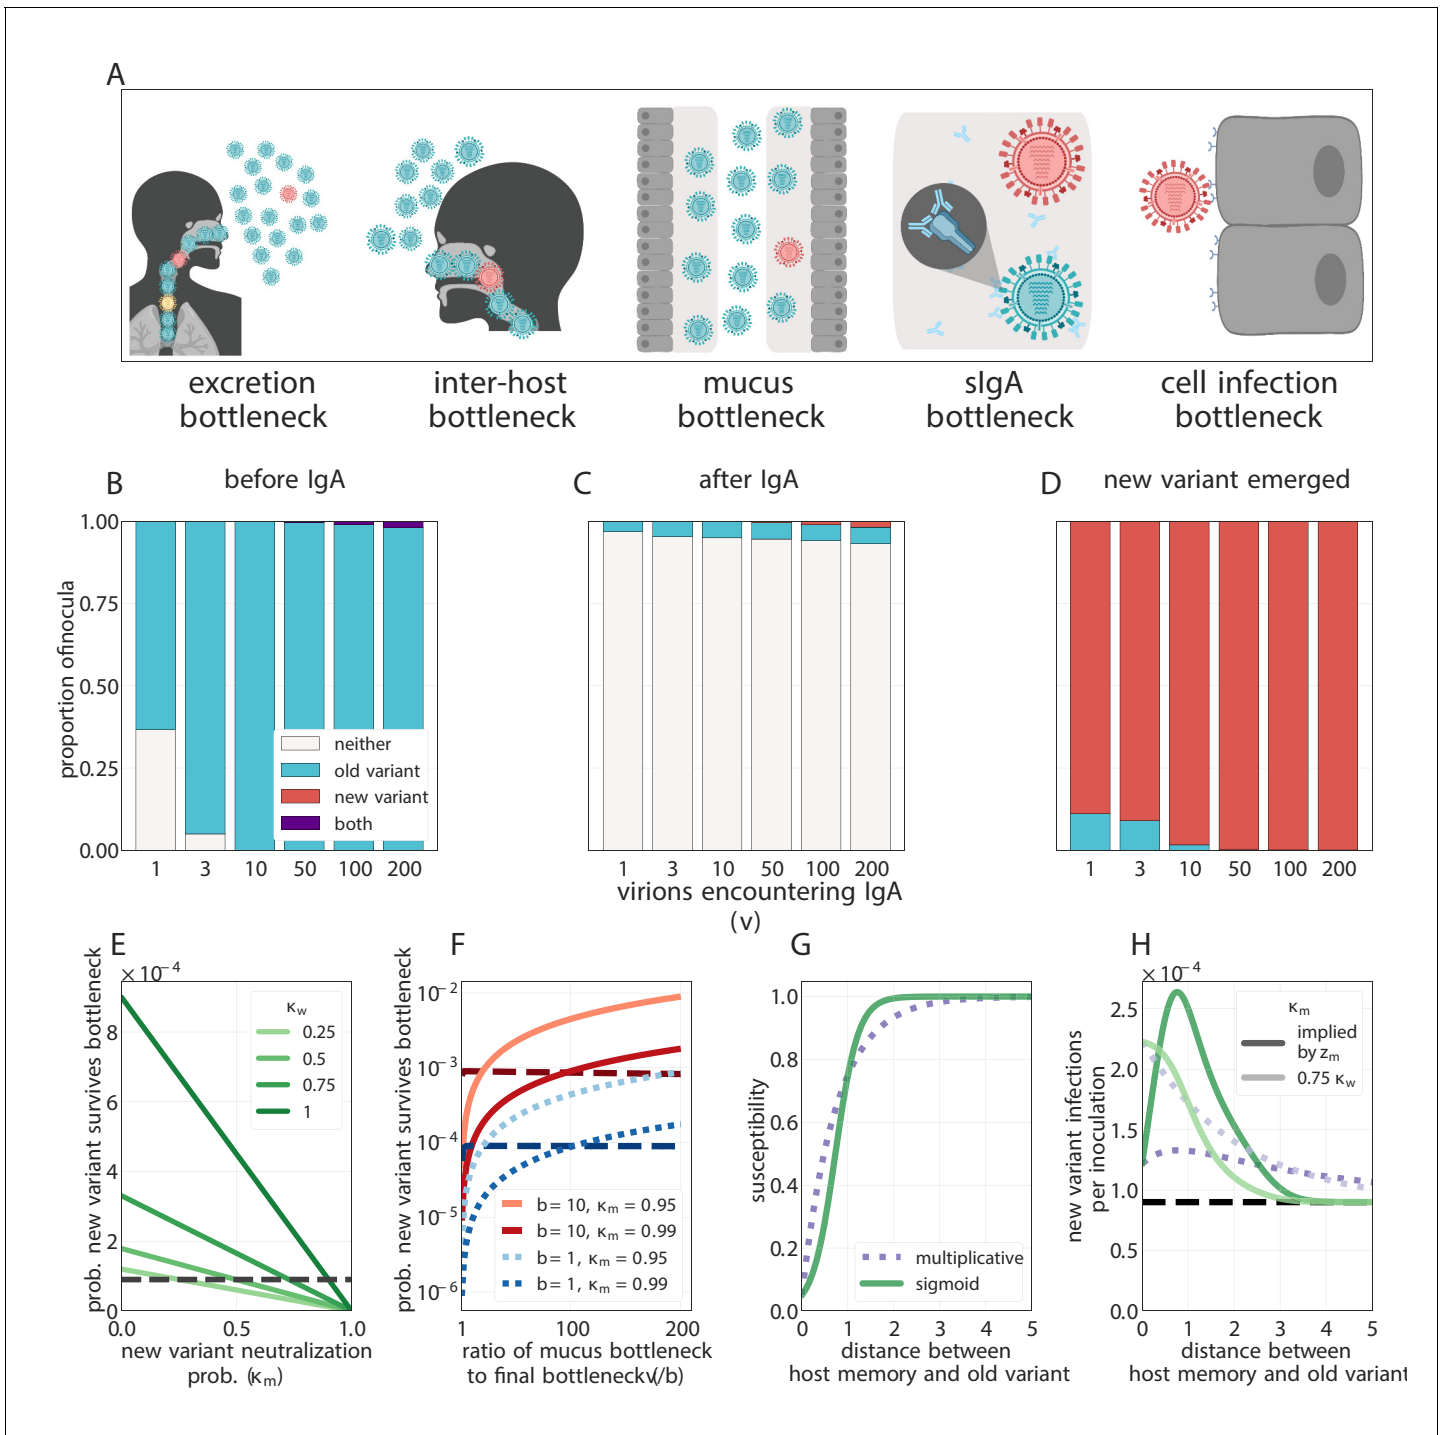 A
excretion
bottleneck
inter-host
bottleneck
mucus
bottleneck
sIgA
bottleneck
cell infection
bottleneck
B
before IgA
C
after IgA
D
new variant emerged
proportion ofinocula
1.00
0.75
0.50
0.25
0.00
neither
old variant
new variant
both
1 3 10 50 100 200
1 3 10 50 100 200
1 3 10 50 100 200
virions encountering IgA
(v)
E
×10⁻⁴
prob. new variant survives bottleneck
8
6
4
2
0
κw
0.25
0.5
0.75
1
0.0 0.5 1.0
new variant neutralization
prob. (κm)
F
prob. new variant survives bottleneck
10⁻²
10⁻³
10⁻⁴
10⁻⁵
10⁻⁶
b= 10, κm = 0.95
b= 10, κm = 0.99
b= 1, κm = 0.95
b= 1, κm = 0.99
1 100 200
ratio of mucus bottleneck
to final bottleneckv(/b)
G
susceptibility
1.0
0.8
0.6
0.4
0.2
0.0
multiplicative
sigmoid
0 1 2 3 4 5
distance between
host memory and old variant
H
×10⁻⁴
new variant infections
per inoculation
2.5
2.0
1.5
1.0
0.5
0.0
κm
implied
by zm
0.75 κw
0 1 2 3 4 5
distance between
host memory and old variant